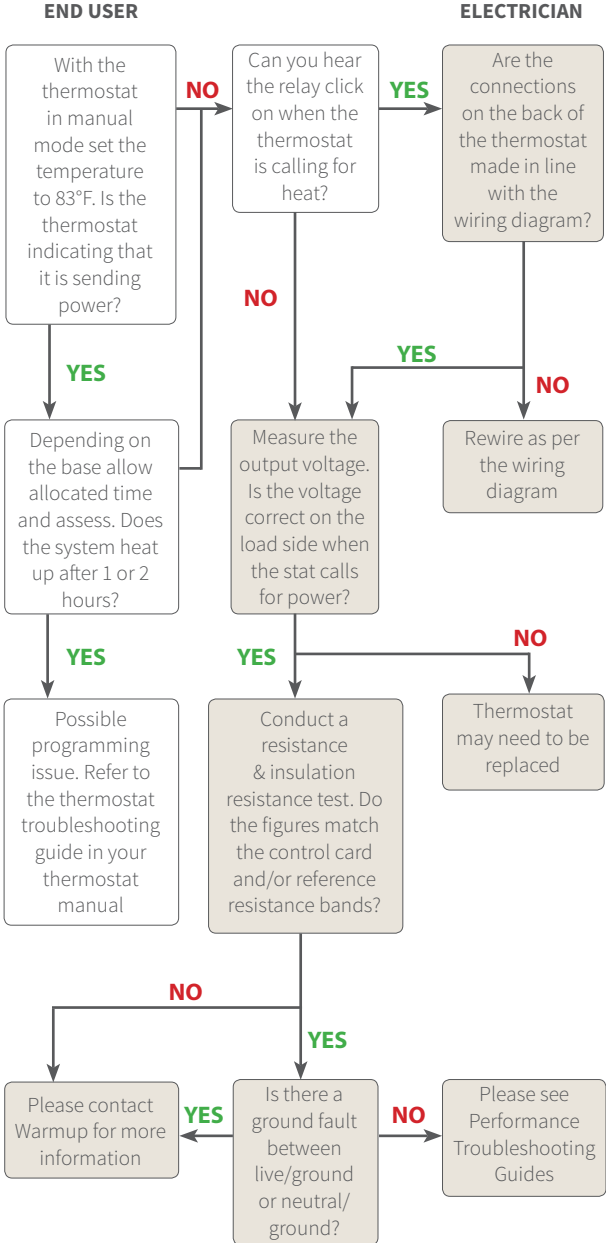 END USER
ELECTRICIAN
With the
thermostat
in manual
mode set the
temperature
to 83°F. Is the
thermostat
indicating that
it is sending
power?
NO
Can you hear
the relay click
on when the
thermostat
is calling for
heat?
YES
Are the
connections
on the back of
the thermostat
made in line
with the
wiring diagram?
YES
NO
YES
NO
Depending on
the base allow
allocated time
and assess. Does
the system heat
up after 1 or 2
hours?
Measure the
output voltage.
Is the voltage
correct on the
load side when
the stat calls
for power?
Rewire as per
the wiring
diagram
YES
YES
NO
Possible
programming
issue. Refer to
the thermostat
troubleshooting
guide in your
thermostat
manual
Conduct a
resistance
& insulation
resistance test. Do
the figures match
the control card
and/or reference
resistance bands?
Thermostat
may need to be
replaced
NO
YES
Please contact
Warmup for more
information
YES
Is there a
ground fault
between
live/ground
or neutral/
ground?
NO
Please see
Performance
Troubleshooting
Guides